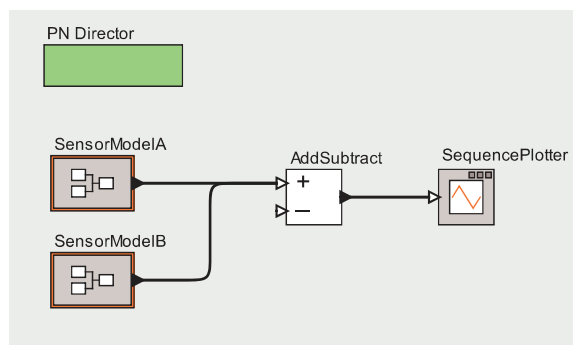 PN Director
SensorModelA
AddSubtract
SequencePlotter
+
−
SensorModelB